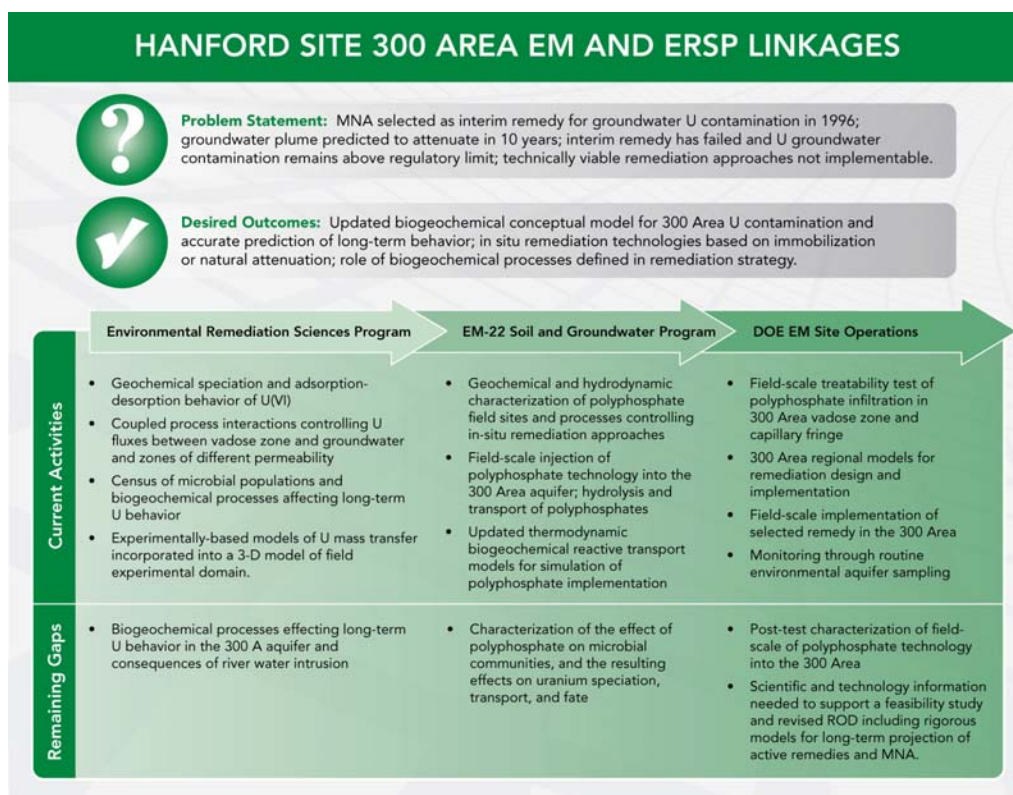 HANFORD SITE 300 AREA EM AND ERSP LINKAGES
?
Problem Statement: MNA selected as interim remedy for groundwater U contamination in 1996;
groundwater plume predicted to attenuate in 10 years; interim remedy has failed and U groundwater
contamination remains above regulatory limit; technically viable remediation approaches not implementable.
Desired Outcomes: Updated biogeochemical conceptual model for 300 Area U contamination and
accurate prediction of long-term behavior; in situ remediation technologies based on immobilization
or natural attenuation; role of biogeochemical processes defined in remediation strategy.
Environmental Remediation Sciences Program
EM-22 Soil and Groundwater Program
DOE EM Site Operations
Current Activities
• Geochemical speciation and adsorption-
desorption behavior of U(VI)
• Coupled process interactions controlling U
fluxes between vadose zone and groundwater
and zones of different permeability
• Census of microbial populations and
biogeochemical processes affecting long-term
U behavior
• Experimentally-based models of U mass transfer
incorporated into a 3-D model of field
experimental domain.
• Geochemical and hydrodynamic
characterization of polyphosphate
field sites and processes controlling
in-situ remediation approaches
• Field-scale injection of
polyphosphate technology into the
300 Area aquifer; hydrolysis and
transport of polyphosphates
• Updated thermodynamic
biogeochemical reactive transport
models for simulation of
polyphosphate implementation
• Field-scale treatability test of
polyphosphate infiltration in
300 Area vadose zone and
capillary fringe
• 300 Area regional models for
remediation design and
implementation
• Field-scale implementation of
selected remedy in the 300 Area
• Monitoring through routine
environmental aquifer sampling
Remaining Gaps
• Biogeochemical processes effecting long-term
U behavior in the 300 A aquifer and
consequences of river water intrusion
• Characterization of the effect of
polyphosphate on microbial
communities, and the resulting
effects on uranium speciation,
transport, and fate
• Post-test characterization of field-
scale of polyphosphate technology
into the 300 Area
• Scientific and technology information
needed to support a feasibility study
and revised ROD including rigorous
models for long-term projection of
active remedies and MNA.